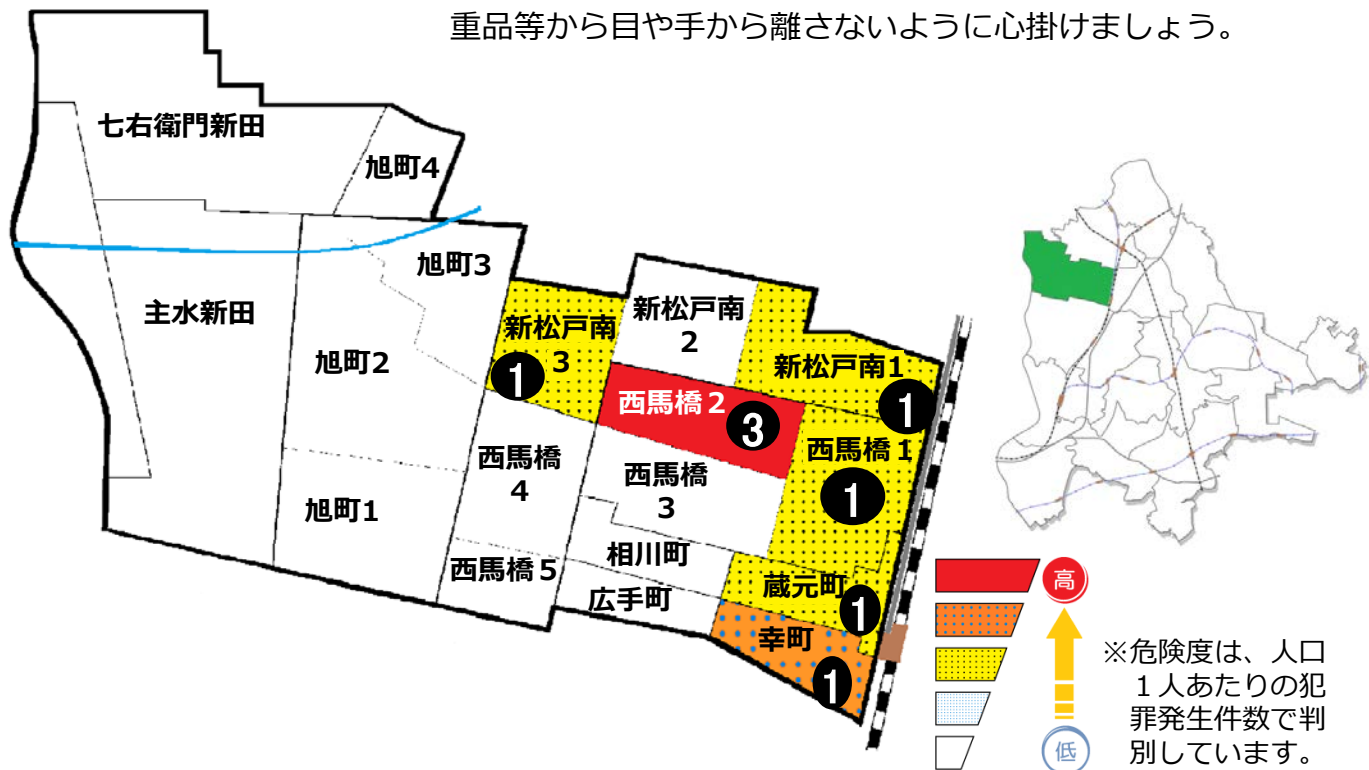 重品等から目や手から離さないように心掛けましょう。
七右衛門新田
旭町4
旭町3
主水新田
新松戸南
3
1
新松戸南
2
新松戸南1
1
旭町2
西馬橋２
3
西馬橋１
1
西馬橋
4
西馬橋
3
旭町1
相川町
西馬橋５
広手町
蔵元町
1
幸町
1
高
低
※危険度は、人口
１人あたりの犯
罪発生件数で判
別しています。